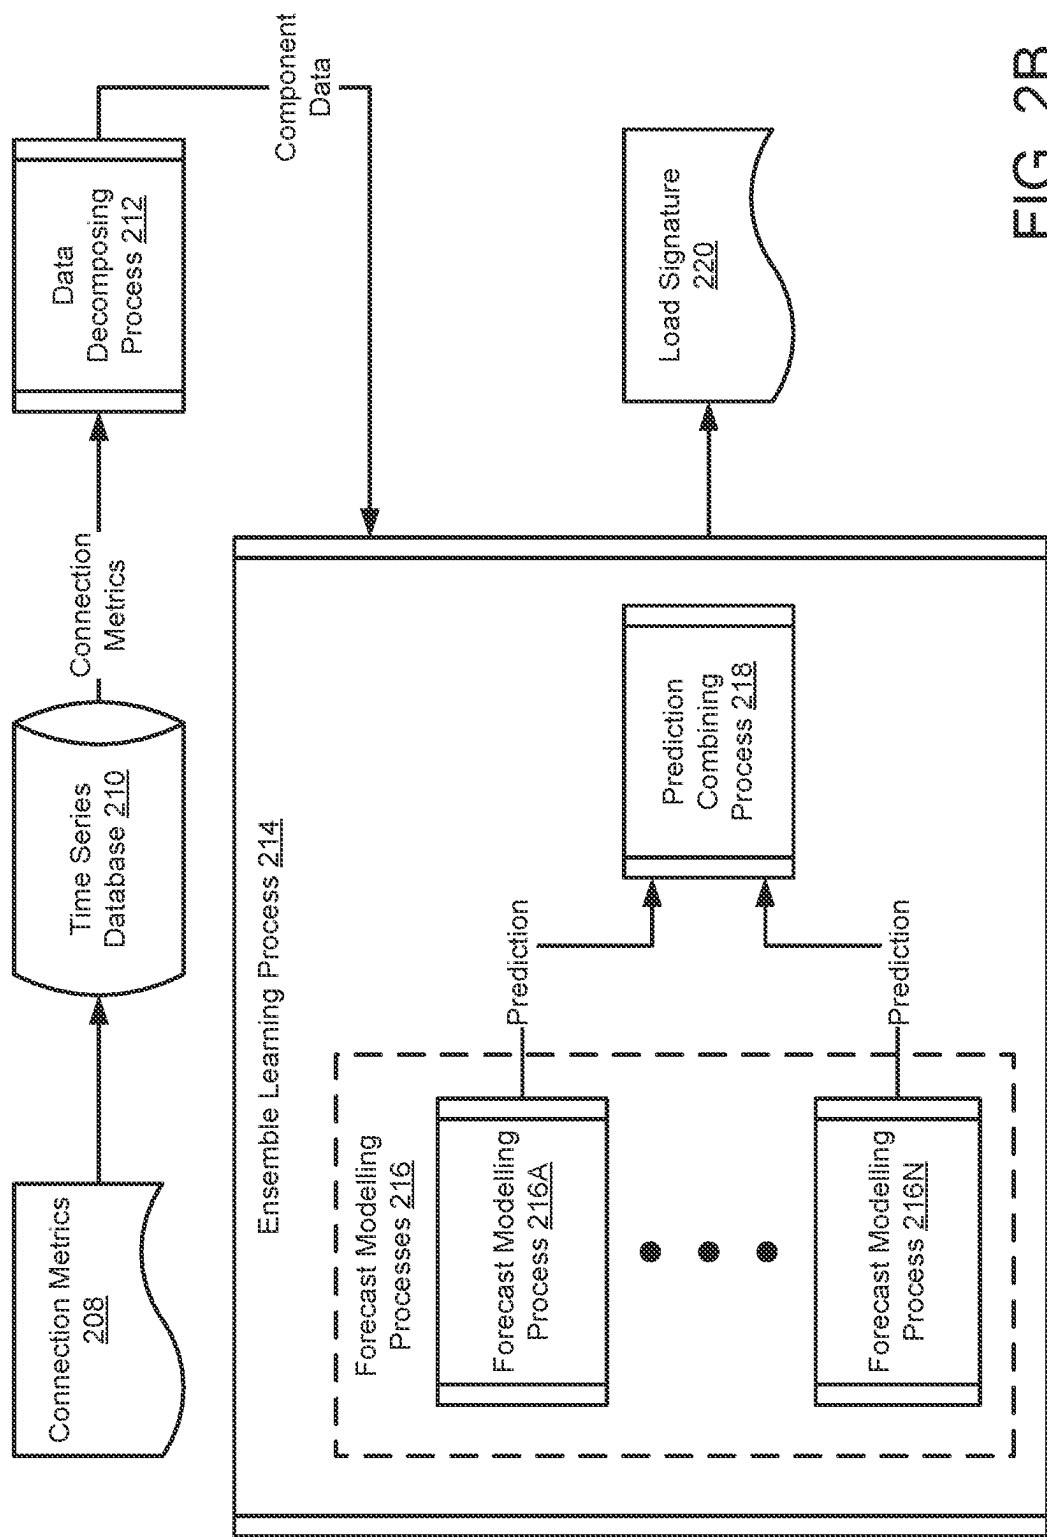 Connection Metrics
208
Time Series
Database 210
Connection
Metrics
Data
Decomposing
Process 212
Component
Data
Ensemble Learning Process 214
Forecast Modelling
Processes 216
Forecast Modelling
Process 216A
Prediction
Forecast Modelling
Process 216N
Prediction
Prediction
Combining
Process 218
Load Signature
220
FIG. 2B